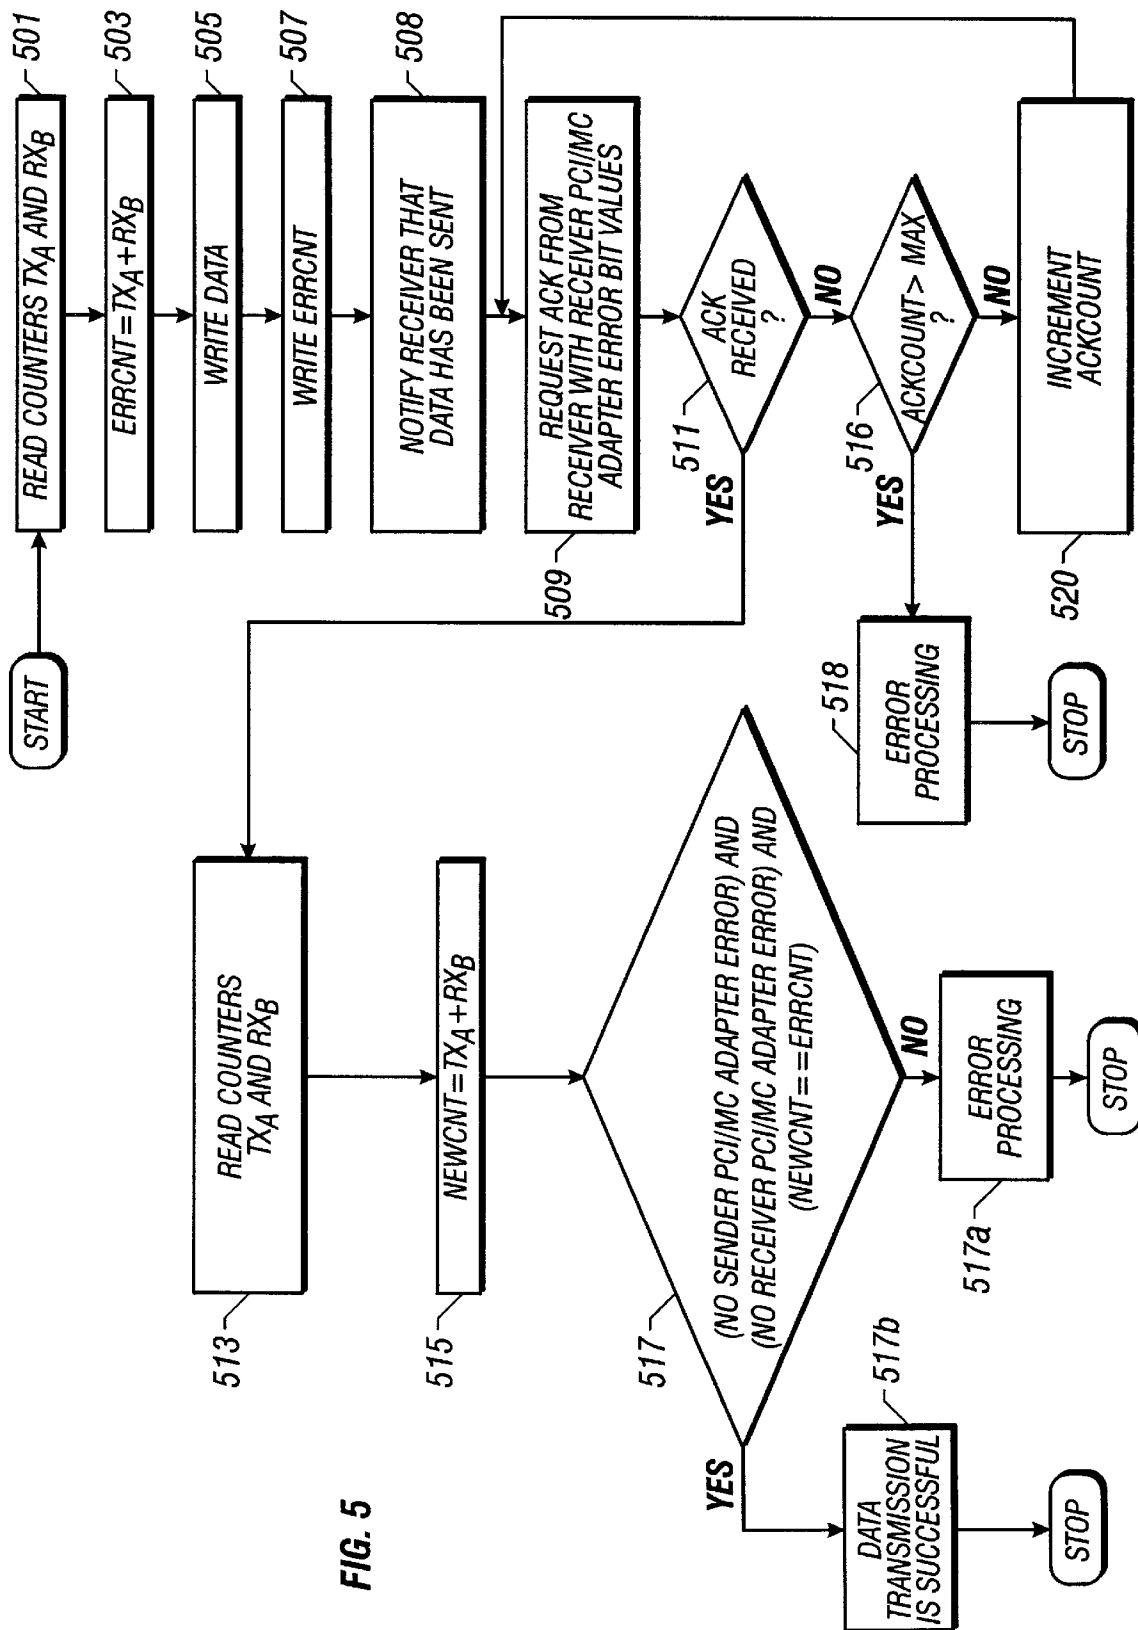 START
501
READ COUNTERS TXA AND RXB
503
ERRCNT=TXA+RXB
505
WRITE DATA
507
WRITE ERRCNT
508
NOTIFY RECEIVER THAT
DATA HAS BEEN SENT
509
REQUEST ACK FROM
RECEIVER WITH RECEIVER PCI/MC
ADAPTER ERROR BIT VALUES
511
ACK
RECEIVED
?
YES
NO
516
ACKCOUNT> MAX
?
YES
NO
518
ERROR
PROCESSING
STOP
520
INCREMENT
ACKCOUNT
513
READ COUNTERS
TXA AND RXB
515
NEWCNT=TXA+RXB
517
(NO SENDER PCI/MC ADAPTER ERROR) AND
(NO RECEIVER PCI/MC ADAPTER ERROR) AND
(NEWCNT==ERRCNT)
YES
NO
517a
ERROR
PROCESSING
STOP
517b
DATA
TRANSMISSION
IS SUCCESSFUL
STOP
FIG. 5